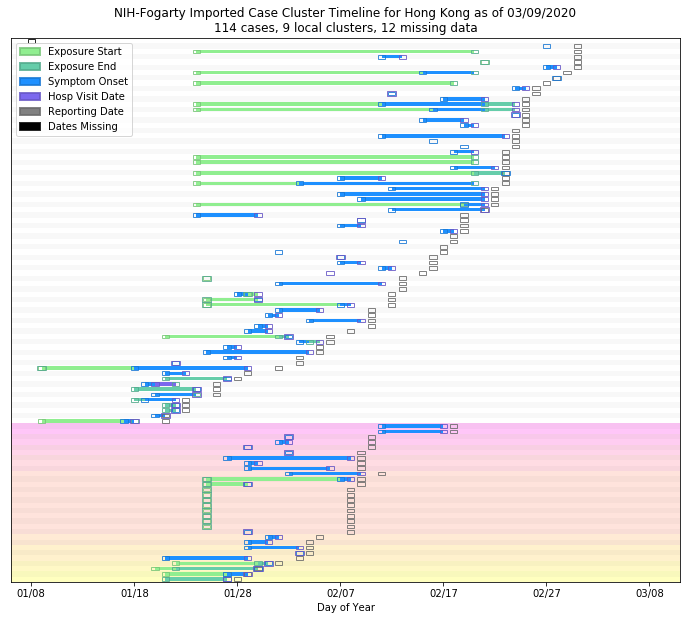 NIH-Fogarty Imported Case Cluster Timeline for Hong Kong as of 03/09/2020
114 cases, 9 local clusters, 12 missing data
Exposure Start
Exposure End
Symptom Onset
Hosp Visit Date
Reporting Date
Dates Missing
01/08 01/18 01/28 02/07 02/17 02/27 03/08
Day of Year